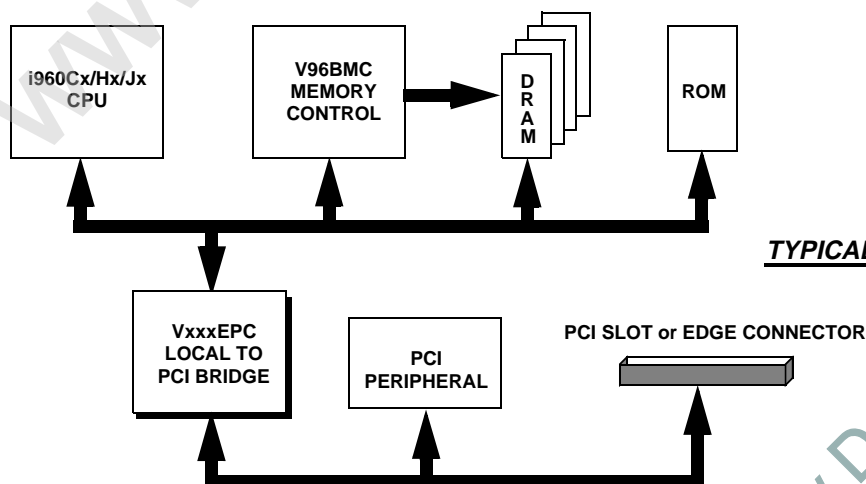 i960Cx/Hx/Jx
CPU
V96BMC
MEMORY
CONTROL
D
R
A
M
ROM
TYPICAL
VxxxEPC
LOCAL TO
PCI BRIDGE
PCI
PERIPHERAL
PCI SLOT or EDGE CONNECTOR